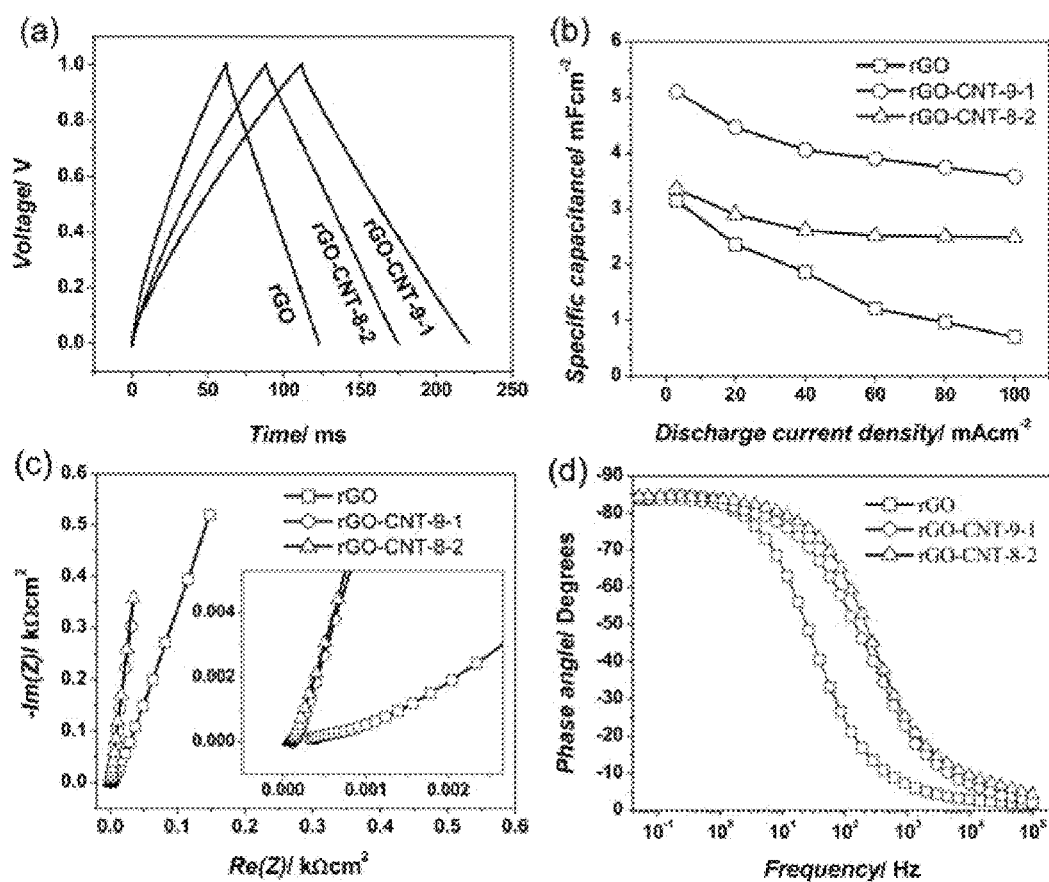 (a)
1.0
0.8
0.6
0.4
0.2
0.0
Voltage/ V
rGO
rGO-CNT-8-2
rGO-CNT-9-1
0 50 100 150 200 250
Time/ ms
(b)
6
5
4
3
2
1
0
Specific capacitance/ mFcm⁻²
rGO
rGO-CNT-9-1
rGO-CNT-8-2
0 20 40 60 80 100
Discharge current density/ mAcm⁻²
(c)
0.6
0.5
0.4
0.3
0.2
0.1
0.0
-Im(Z)/ kΩcm²
rGO
rGO-CNT-9-1
rGO-CNT-8-2
0.004
0.002
0.000
0.000 0.001 0.002
0.0 0.1 0.2 0.3 0.4 0.5 0.6
Re(Z)/ kΩcm²
(d)
-90
-80
-70
-60
-50
-40
-30
-20
-10
0
Phase angle/ Degrees
rGO
rGO-CNT-9-1
rGO-CNT-8-2
10⁻¹
Frequency/ Hz